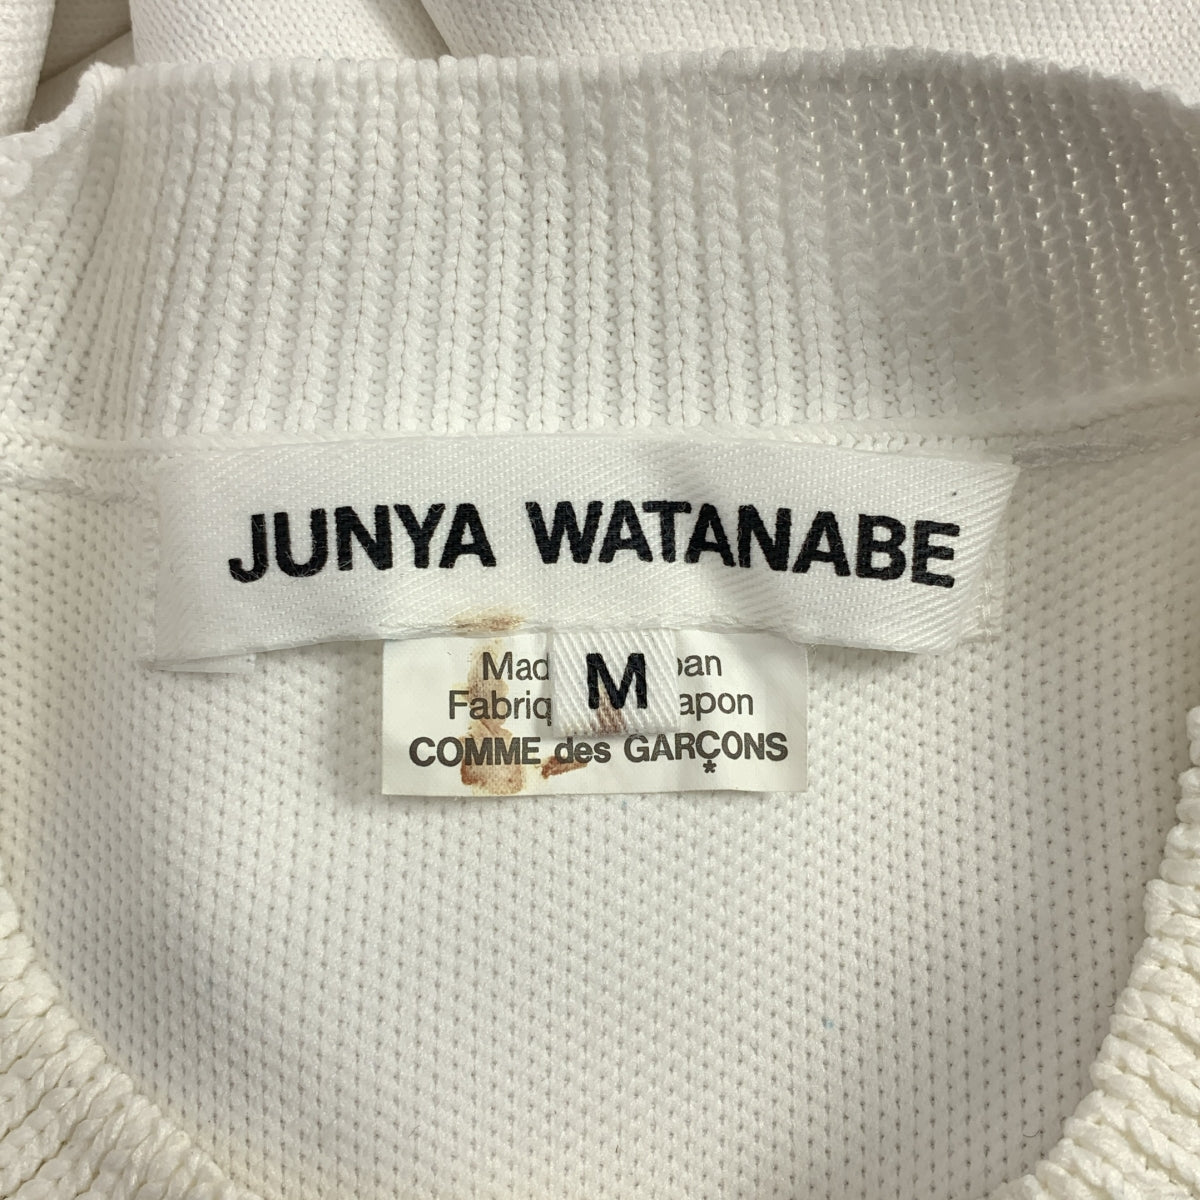 JUNYA WATANABE
M
Mad pan
Fabriq apon
COMME des GARÇONS
*